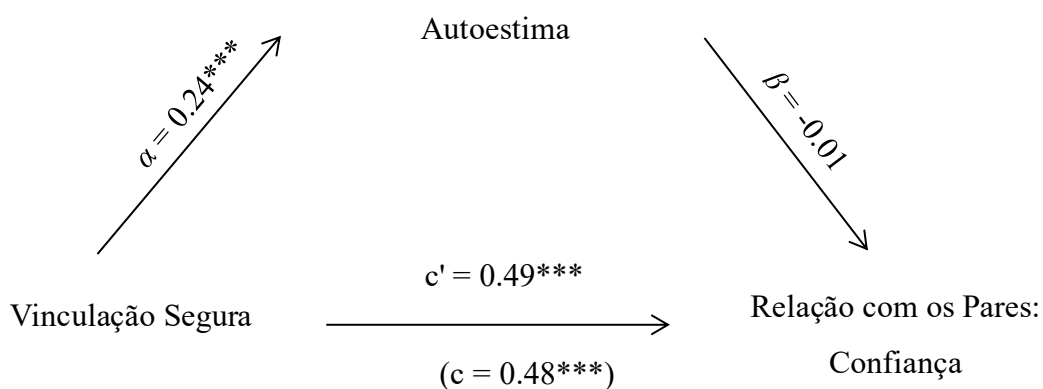 Autoestima
α = 0.24***
β = -0.01
c' = 0.49***
Vinculação Segura
Relação com os Pares:
Confiança
(c = 0.48***)